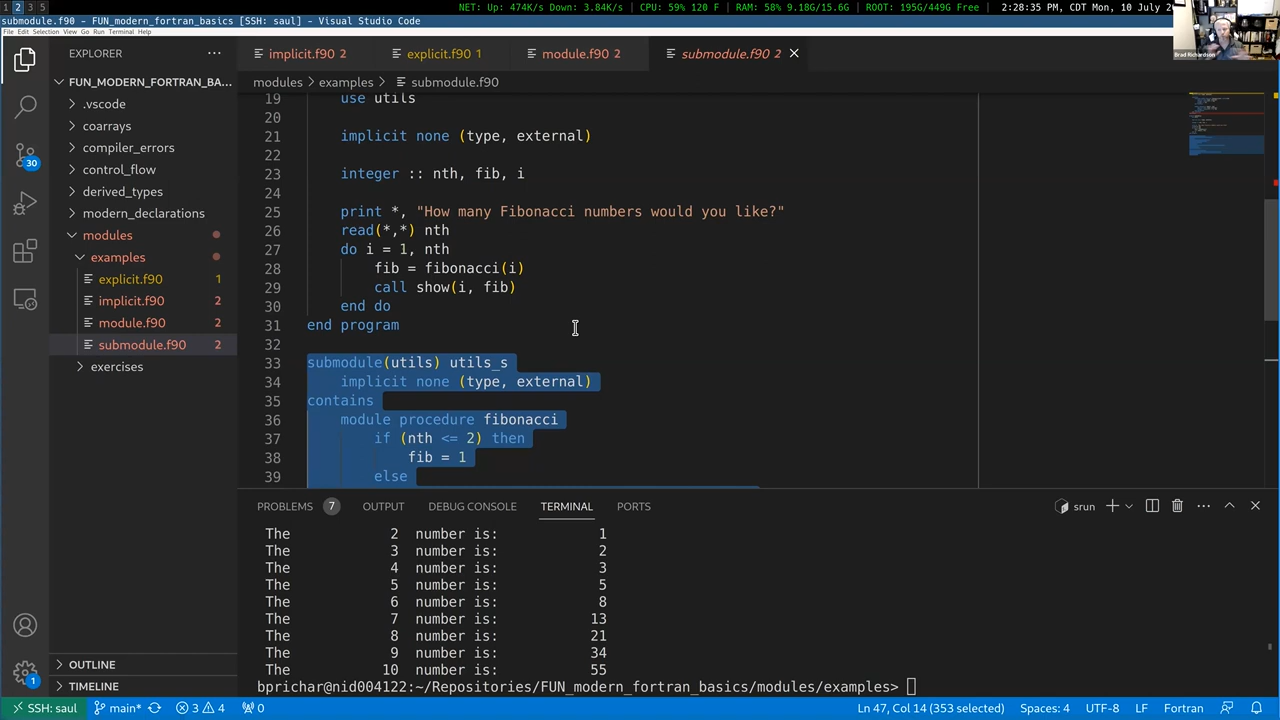 1 2 3 5
NET: Up: 474K/s Down: 3.84K/s | CPU: 59% 120 F | RAM: 58% 9.18G/15.6G | ROOT: 195G/449G Free | 2:28:35 PM, CDT Mon, 10 July
submodule.f90 - FUN_modern_fortran_basics [SSH: saul] - Visual Studio Code
File Edit Selection View Go Run Terminal Help
Brad Richardson
EXPLORER ···
implicit.f90 2 explicit.f90 1 module.f90 2 submodule.f90 2
modules > examples > submodule.f90
FUN_MODERN_FORTRAN_BA...
.vscode
coarrays
compiler_errors
control_flow
derived_types
modern_declarations
modules
examples
explicit.f90 1
implicit.f90 2
module.f90 2
submodule.f90 2
exercises
OUTLINE
TIMELINE
30
1
19 use utils
20
21 implicit none (type, external)
22
23 integer :: nth, fib, i
24
25 print *, "How many Fibonacci numbers would you like?"
26 read(*,*) nth
27 do i = 1, nth
28 fib = fibonacci(i)
29 call show(i, fib)
30 end do
31 end program
32
33 submodule(utils) utils_s
34 implicit none (type, external)
35 contains
36 module procedure fibonacci
37 if (nth <= 2) then
38 fib = 1
39 else
PROBLEMS 7 OUTPUT DEBUG CONSOLE TERMINAL PORTS
srun
The 2 number is: 1
The 3 number is: 2
The 4 number is: 3
The 5 number is: 5
The 6 number is: 8
The 7 number is: 13
The 8 number is: 21
The 9 number is: 34
The 10 number is: 55
bprichar@nid004122:~/Repositories/FUN_modern_fortran_basics/modules/examples>
SSH: saul main* 3 4 0 Ln 47, Col 14 (353 selected) Spaces: 4 UTF-8 LF Fortran